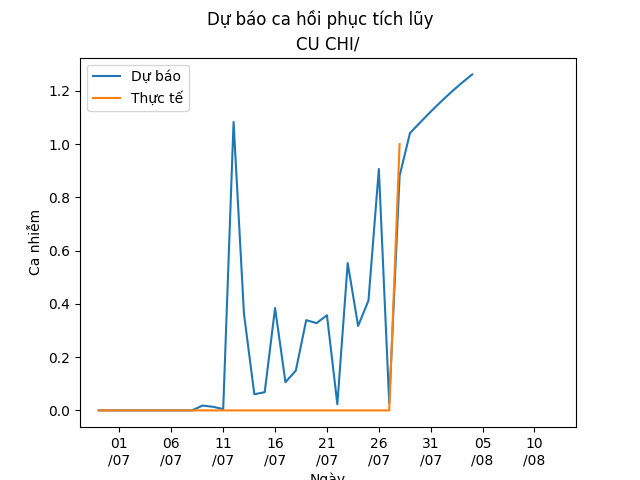 Dự báo ca hồi phục tích lũy
CU CHI/
Dự báo
Thực tế
Ca nhiễm
1.2
1.0
0.8
0.6
0.4
0.2
0.0
01 06 11 16 21 26 31 05 10
/07 /07 /07 /07 /07 /07 /07 /08 /08
Ngày